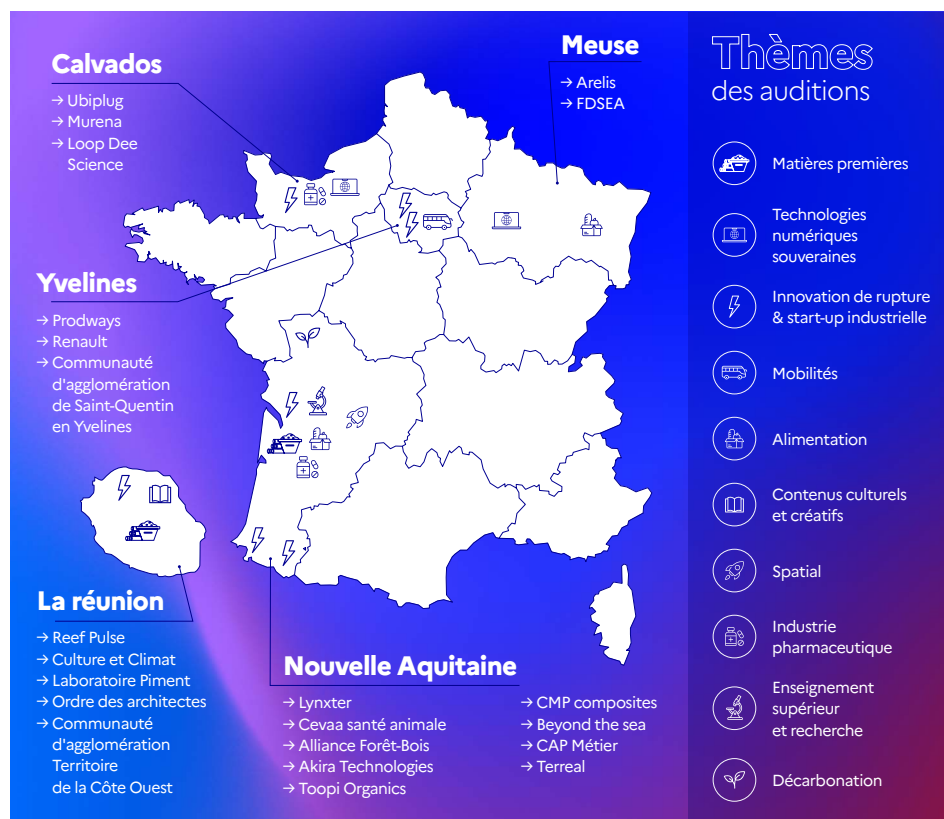 Calvados
→ Ubiplug
→ Murena
→ Loop Dee
Science
Meuse
→ Arelis
→ FDSEA
Yvelines
→ Prodways
→ Renault
→ Communauté
d'agglomération
de Saint-Quentin
en Yvelines
La réunion
→ Reef Pulse
→ Culture et Climat
→ Laboratoire Piment
→ Ordre des architectes
→ Communauté
d'agglomération
Territoire
de la Côte Ouest
Nouvelle Aquitaine
→ Lynxter
→ Cevaa santé animale
→ Alliance Forêt-Bois
→ Akira Technologies
→ Toopi Organics
→ CMP composites
→ Beyond the sea
→ CAP Métier
→ Terreal
Thèmes
des auditions
Matières premières
Technologies
numériques
souveraines
Innovation de rupture
& start-up industrielle
Mobilités
Alimentation
Contenus culturels
et créatifs
Spatial
Industrie
pharmaceutique
Enseignement
supérieur
et recherche
Décarbonation